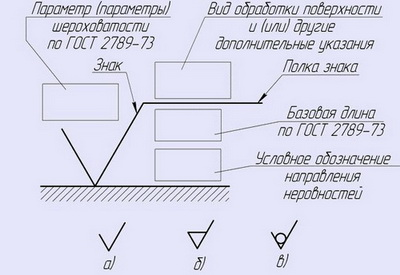 Параметр (параметры)
шероховатости
по ГОСТ 2789-73
Вид обработки поверхности
и (или) другие
дополнительные указания
Знак
Полка знака
Базовая длина
по ГОСТ 2789-73
Условное обозначение
направления
неровностей
а)
б)
в)